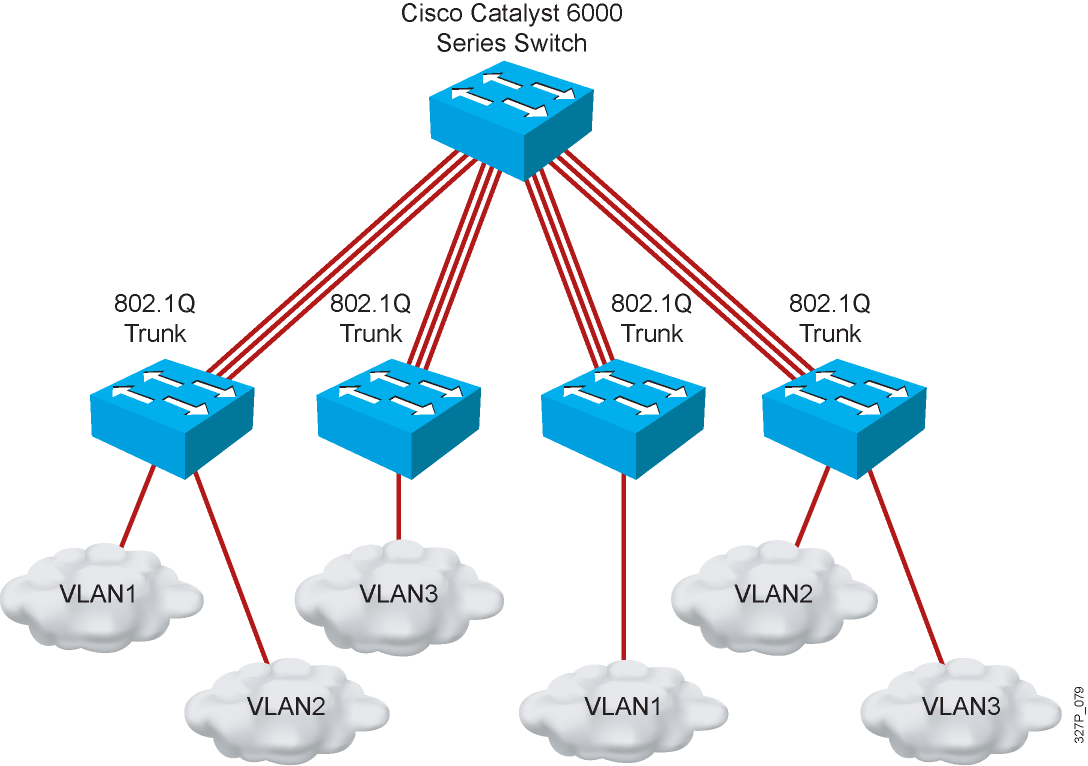 Cisco Catalyst 6000
Series Switch
802.1Q
Trunk
802.1Q
Trunk
802.1Q
Trunk
802.1Q
Trunk
VLAN1
VLAN3
VLAN2
VLAN2
VLAN1
VLAN3
327P_079